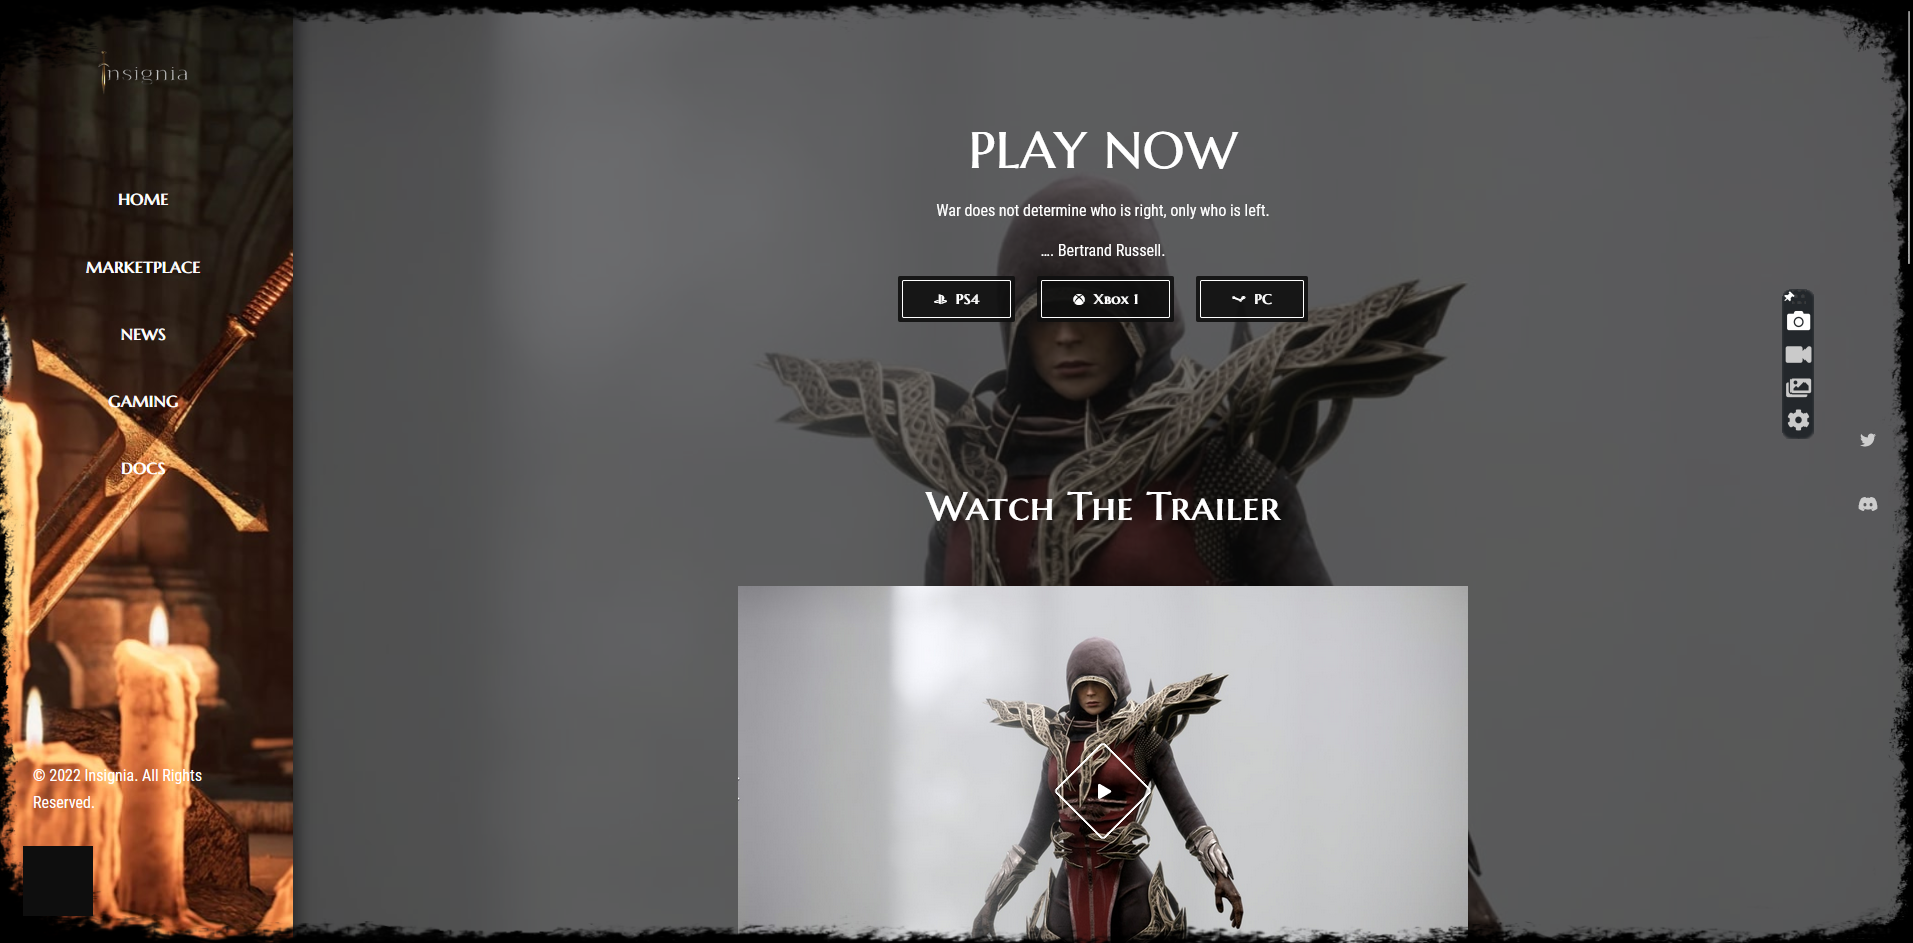 Insignia
HOME
MARKETPLACE
NEWS
GAMING
DOCS
© 2022 Insignia. All Rights
Reserved.
PLAY NOW
War does not determine who is right, only who is left.
.... Bertrand Russell.
PS4
Xbox 1
PC
Watch The Trailer